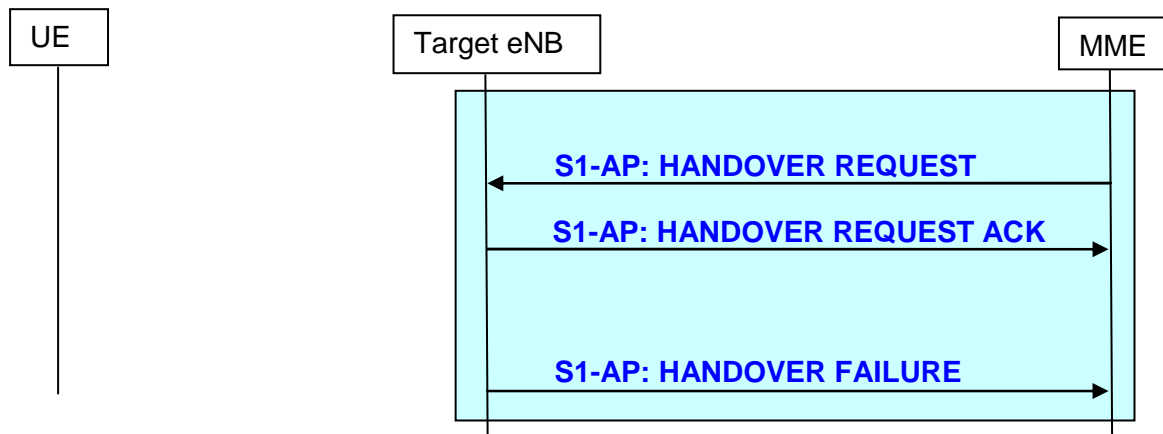 UE
Target eNB
MME
S1-AP: HANDOVER REQUEST
S1-AP: HANDOVER REQUEST ACK
S1-AP: HANDOVER FAILURE